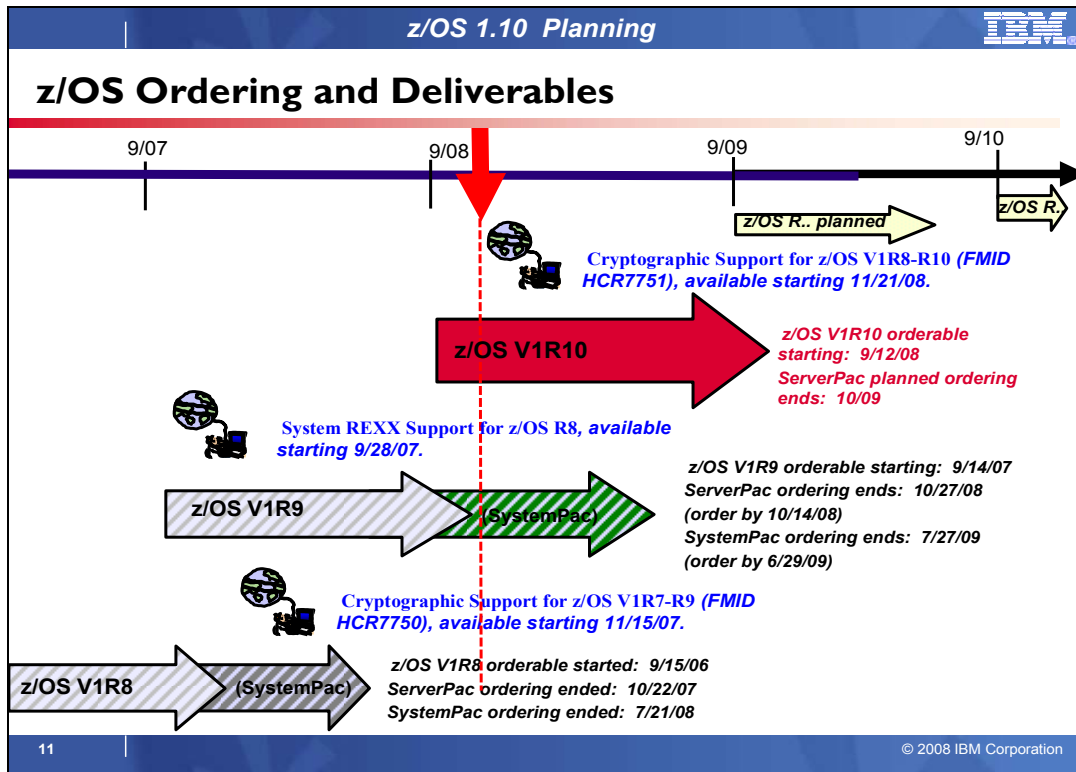 z/OS 1.10 Planning
IBM®
z/OS Ordering and Deliverables
9/07
9/08
9/09
9/10
z/OS R.. planned
z/OS R..
Cryptographic Support for z/OS V1R8-R10 (FMID
HCR7751), available starting 11/21/08.
z/OS V1R10
z/OS V1R10 orderable
starting: 9/12/08
ServerPac planned ordering
ends: 10/09
System REXX Support for z/OS R8, available
starting 9/28/07.
z/OS V1R9
(SystemPac)
z/OS V1R9 orderable starting: 9/14/07
ServerPac ordering ends: 10/27/08
(order by 10/14/08)
SystemPac ordering ends: 7/27/09
(order by 6/29/09)
Cryptographic Support for z/OS V1R7-R9 (FMID
HCR7750), available starting 11/15/07.
z/OS V1R8
(SystemPac)
z/OS V1R8 orderable started: 9/15/06
ServerPac ordering ended: 10/22/07
SystemPac ordering ended: 7/21/08
11
© 2008 IBM Corporation